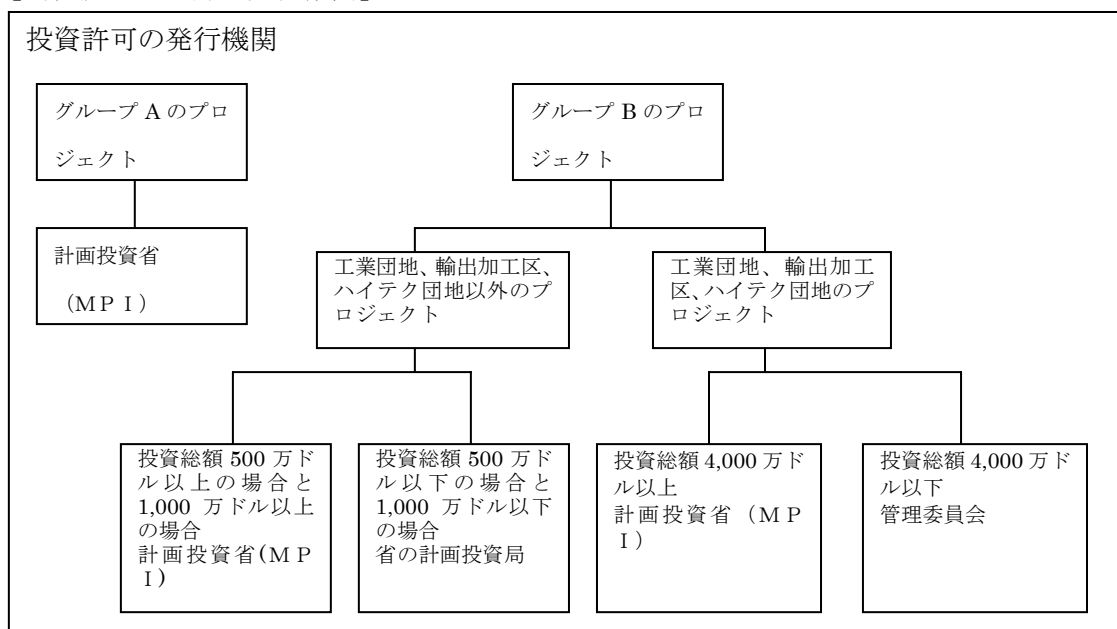 投資許可の発行機関
グループ A のプロ
ジェクト
グループ B のプロ
ジェクト
計画投資省
（ＭＰＩ）
工業団地、輸出加工区、
ハイテク団地以外のプ
ロジェクト
工業団地、輸出加工
区、ハイテク団地のプ
ロジェクト
投資総額 500 万ド
ル以上の場合と
1,000 万ドル以上
の場合
計画投資省(ＭＰ
Ｉ)
投資総額 500 万ド
ル以下の場合と
1,000 万ドル以下
の場合
省の計画投資局
投資総額 4,000 万ド
ル以上
計画投資省（ＭＰ
Ｉ）
投資総額 4,000 万ド
ル以下
管理委員会